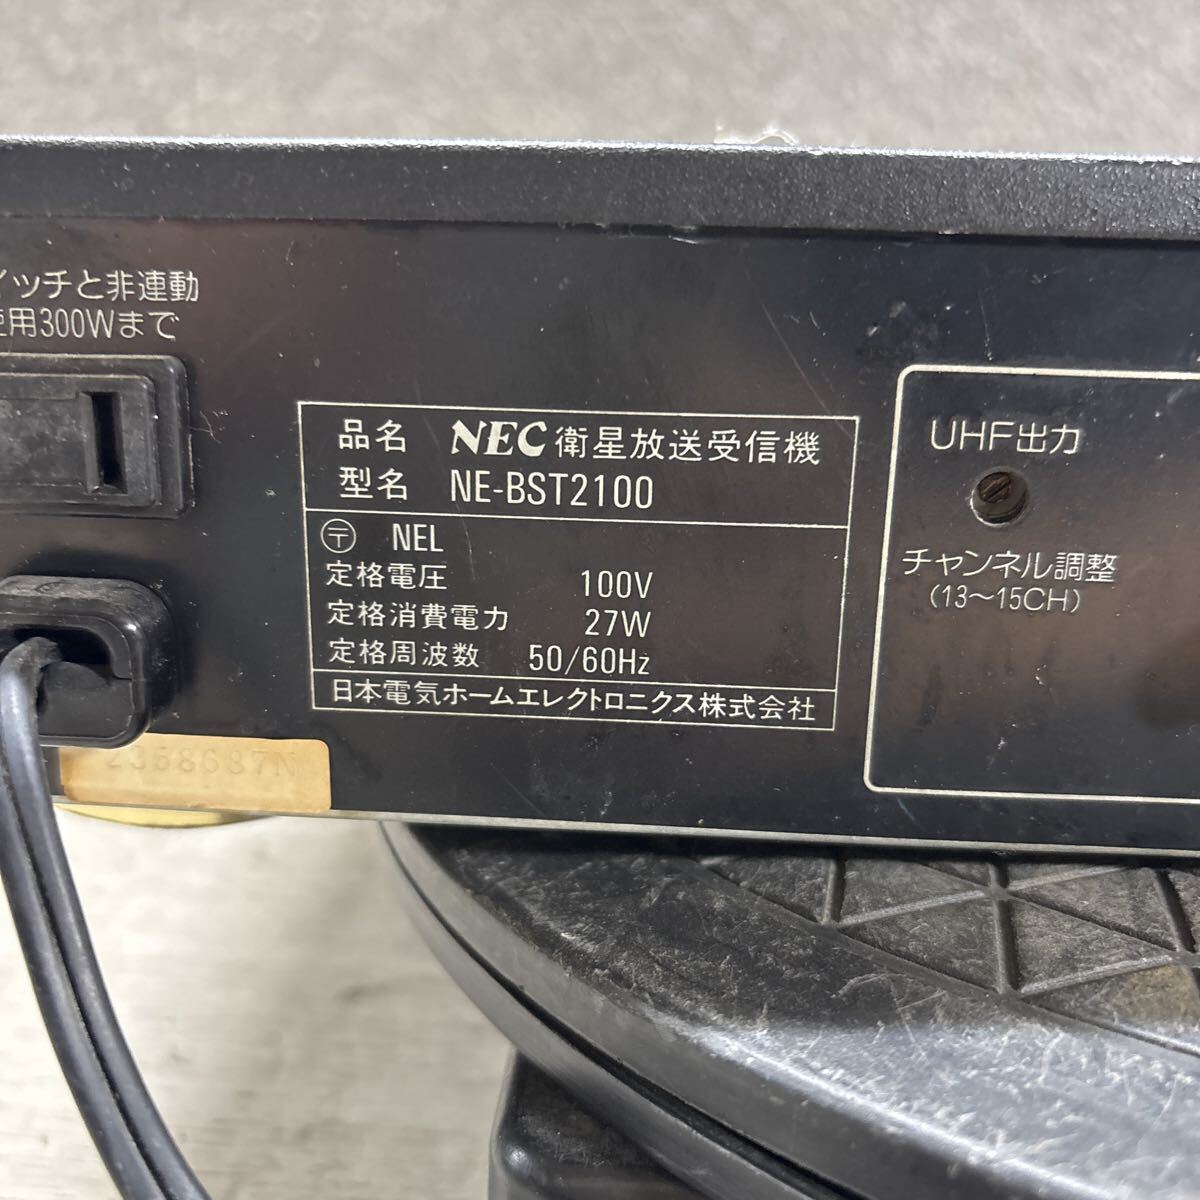 イッチと非連動
使用300Wまで
品名 NEC 衛星放送受信機
型名 NE-BST2100
〒 NEL
定格電圧 100V
定格消費電力 27W
定格周波数 50/60Hz
日本電気ホームエレクトロニクス株式会社
UHF出力
チャンネル調整
(13〜15CH)
2358687N